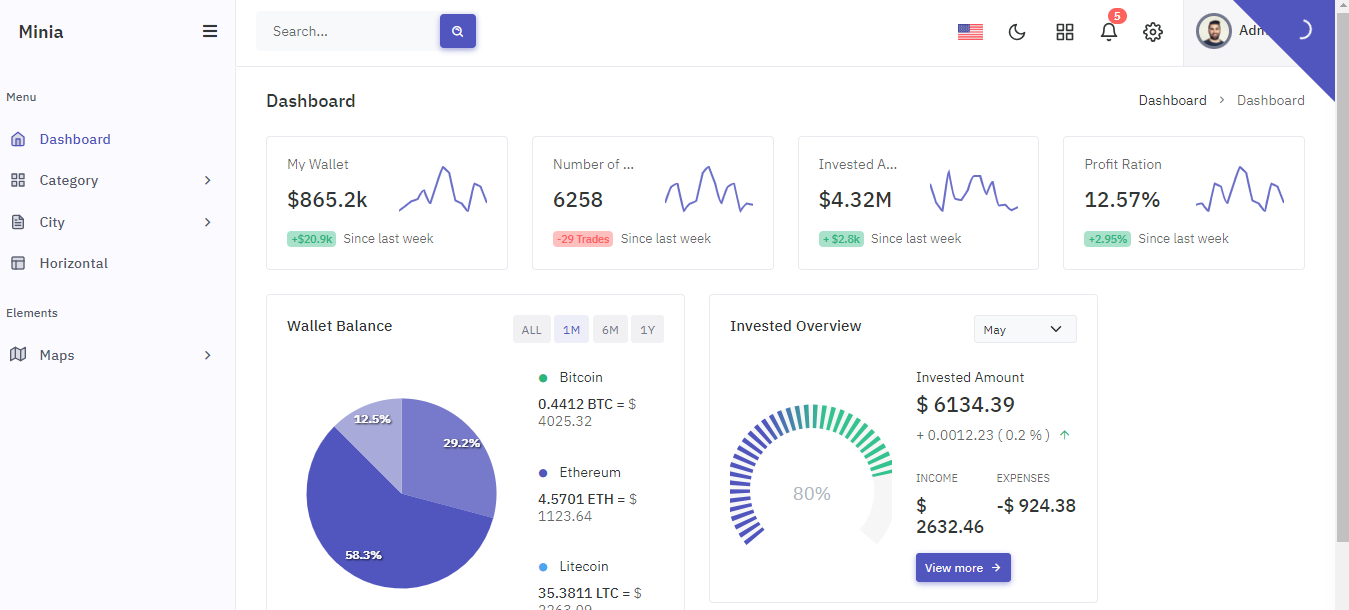 Minia
Search...
5
Menu
Dashboard
Category
City
Horizontal
Elements
Maps
Dashboard
Dashboard > Dashboard
My Wallet
$865.2k
+$20.9k Since last week
Number of ...
6258
-29 Trades Since last week
Invested A...
$4.32M
+ $2.8k Since last week
Profit Ration
12.57%
+2.95% Since last week
Wallet Balance
ALL 1M 6M 1Y
12.5%
29.2%
58.3%
Bitcoin
0.4412 BTC = $
4025.32
Ethereum
4.5701 ETH = $
1123.64
Litecoin
35.3811 LTC = $
2263.09
Invested Overview
May
80%
Invested Amount
$ 6134.39
+ 0.0012.23 ( 0.2 % )
INCOME
$
2632.46
EXPENSES
-$ 924.38
View more